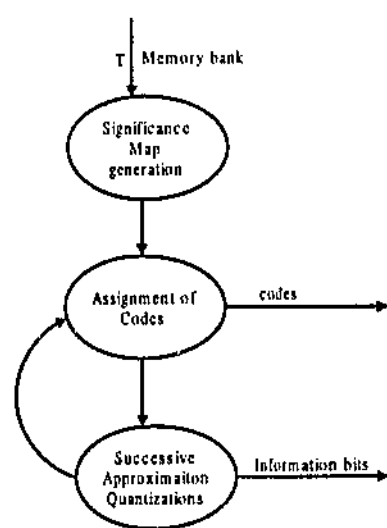 T Memory bank
Significance
Map
generation
Assignment of
Codes
codes
Successive
Approximaiton
Quantizations
Information bits